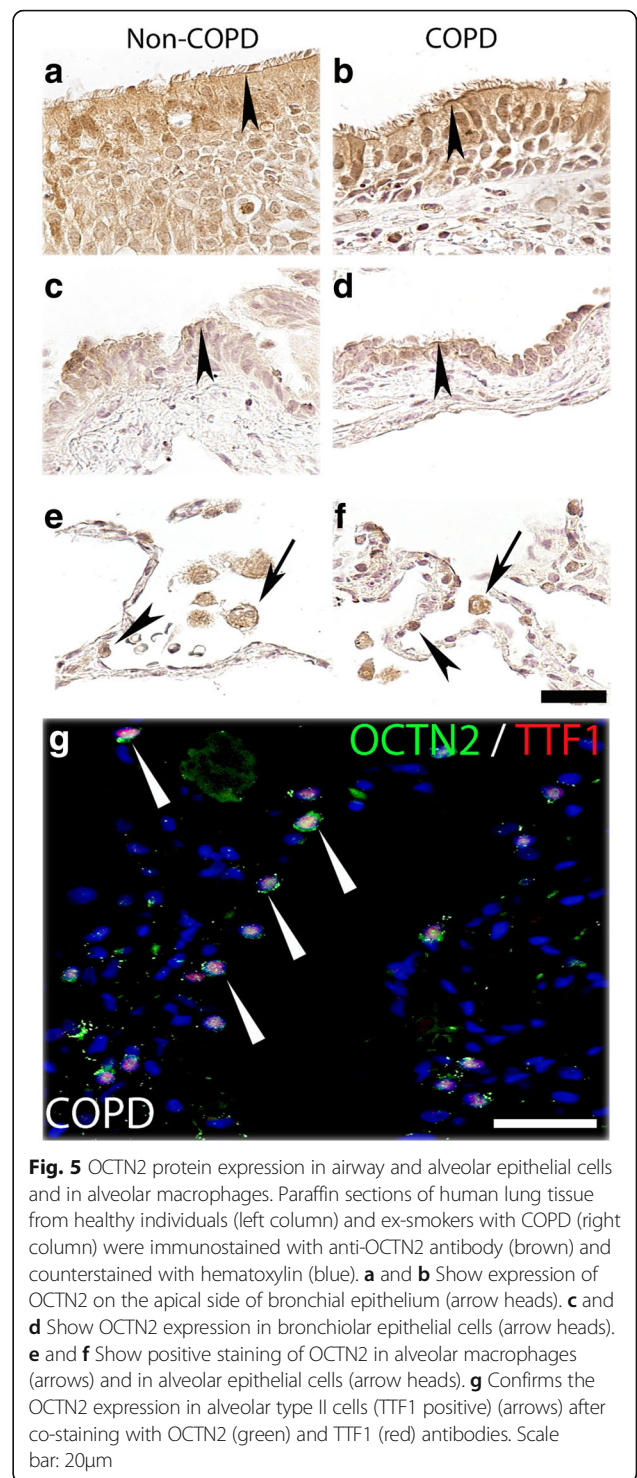 Non-COPD COPD
a b
c d
e f
g OCTN2 / TTF1
COPD
Fig. 5 OCTN2 protein expression in airway and alveolar epithelial cells
and in alveolar macrophages. Paraffin sections of human lung tissue
from healthy individuals (left column) and ex-smokers with COPD (right
column) were immunostained with anti-OCTN2 antibody (brown) and
counterstained with hematoxylin (blue). a and b Show expression of
OCTN2 on the apical side of bronchial epithelium (arrow heads). c and
d Show OCTN2 expression in bronchiolar epithelial cells (arrow heads).
e and f Show positive staining of OCTN2 in alveolar macrophages
(arrows) and in alveolar epithelial cells (arrow heads). g Confirms the
OCTN2 expression in alveolar type II cells (TTF1 positive) (arrows) after
co-staining with OCTN2 (green) and TTF1 (red) antibodies. Scale
bar: 20μm